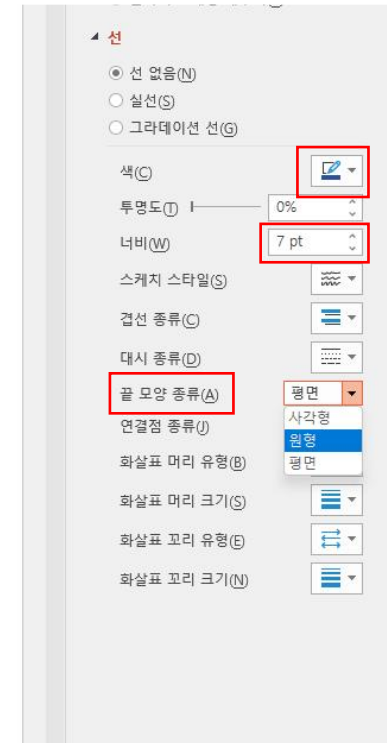 선
선 없음(N)
실선(S)
그라데이션 선(G)
색(C)
투명도(T) 0%
너비(W) 7 pt
스케치 스타일(S)
겹선 종류(C)
대시 종류(D)
끝 모양 종류(A) 평면
사각형
연결점 종류(J) 원형
화살표 머리 유형(B) 평면
화살표 머리 크기(S)
화살표 꼬리 유형(E)
화살표 꼬리 크기(N)